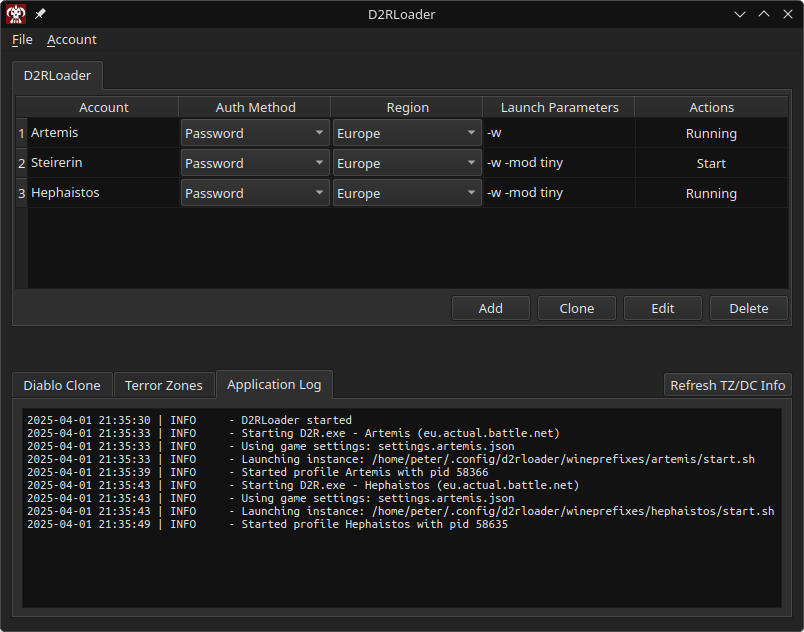 D2RLoader
File Account
D2RLoader
Account Auth Method Region Launch Parameters Actions
1 Artemis Password Europe -w Running
2 Steirerin Password Europe -w -mod tiny Start
3 Hephaistos Password Europe -w -mod tiny Running
Add Clone Edit Delete
Diablo Clone Terror Zones Application Log Refresh TZ/DC Info
2025-04-01 21:35:30 | INFO - D2RLoader started
2025-04-01 21:35:33 | INFO - Starting D2R.exe - Artemis (eu.actual.battle.net)
2025-04-01 21:35:33 | INFO - Using game settings: settings.artemis.json
2025-04-01 21:35:33 | INFO - Launching instance: /home/peter/.config/d2rloader/wineprefixes/artemis/start.sh
2025-04-01 21:35:39 | INFO - Started profile Artemis with pid 58366
2025-04-01 21:35:43 | INFO - Starting D2R.exe - Hephaistos (eu.actual.battle.net)
2025-04-01 21:35:43 | INFO - Using game settings: settings.artemis.json
2025-04-01 21:35:43 | INFO - Launching instance: /home/peter/.config/d2rloader/wineprefixes/hephaistos/start.sh
2025-04-01 21:35:49 | INFO - Started profile Hephaistos with pid 58635